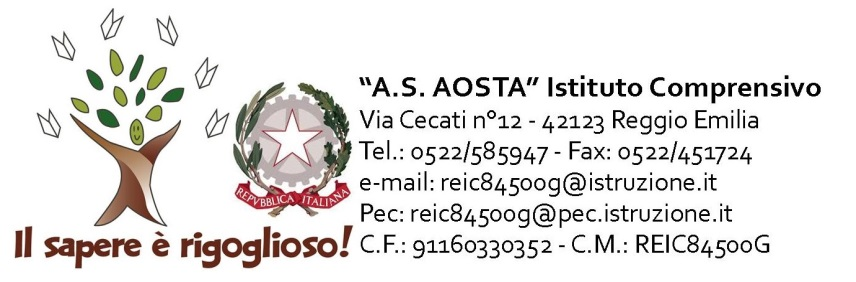 "A.S. AOSTA" Istituto Comprensivo
Via Cecati n°12 - 42123 Reggio Emilia
Tel.: 0522/585947 - Fax: 0522/451724
e-mail: reic84500g@istruzione.it
Pec: reic84500g@pec.istruzione.it
C.F.: 91160330352 - C.M.: REIC84500G
REPVBBLICA ITALIANA
Il sapere è rigoglioso!